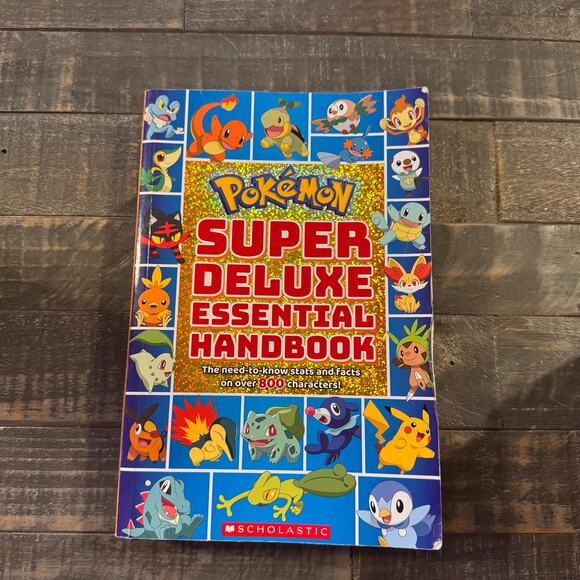 POKéMON
SUPER
DELUXE
ESSENTIAL
HANDBOOK
The need-to-know stats and facts
on over 800 characters!
SCHOLASTIC